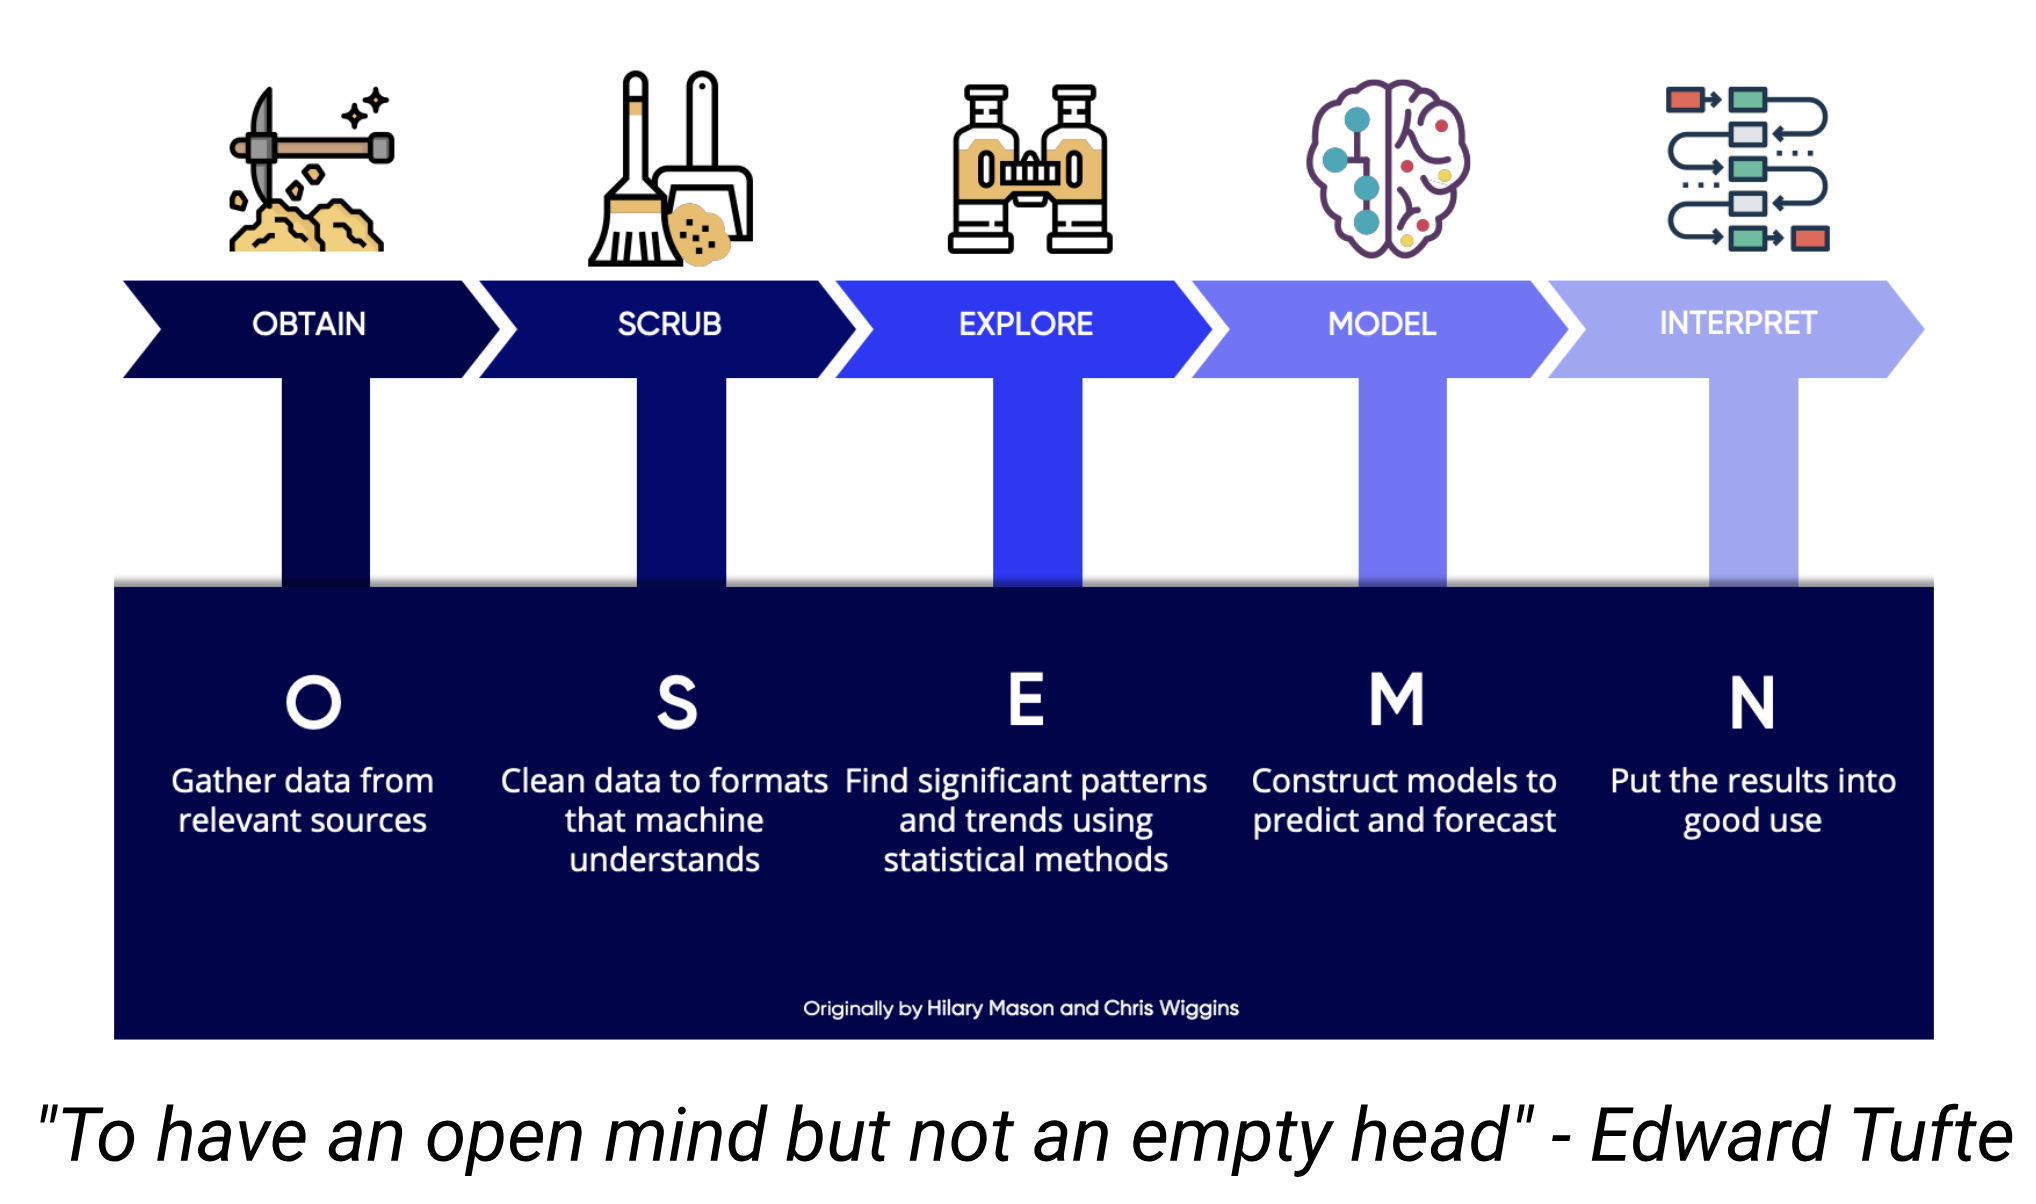 OBTAIN
SCRUB
EXPLORE
MODEL
INTERPRET
O
Gather data from
relevant sources
S
Clean data to formats
that machine
understands
E
Find significant patterns
and trends using
statistical methods
M
Construct models to
predict and forecast
N
Put the results into
good use
Originally by Hilary Mason and Chris Wiggins
"To have an open mind but not an empty head" - Edward Tufte